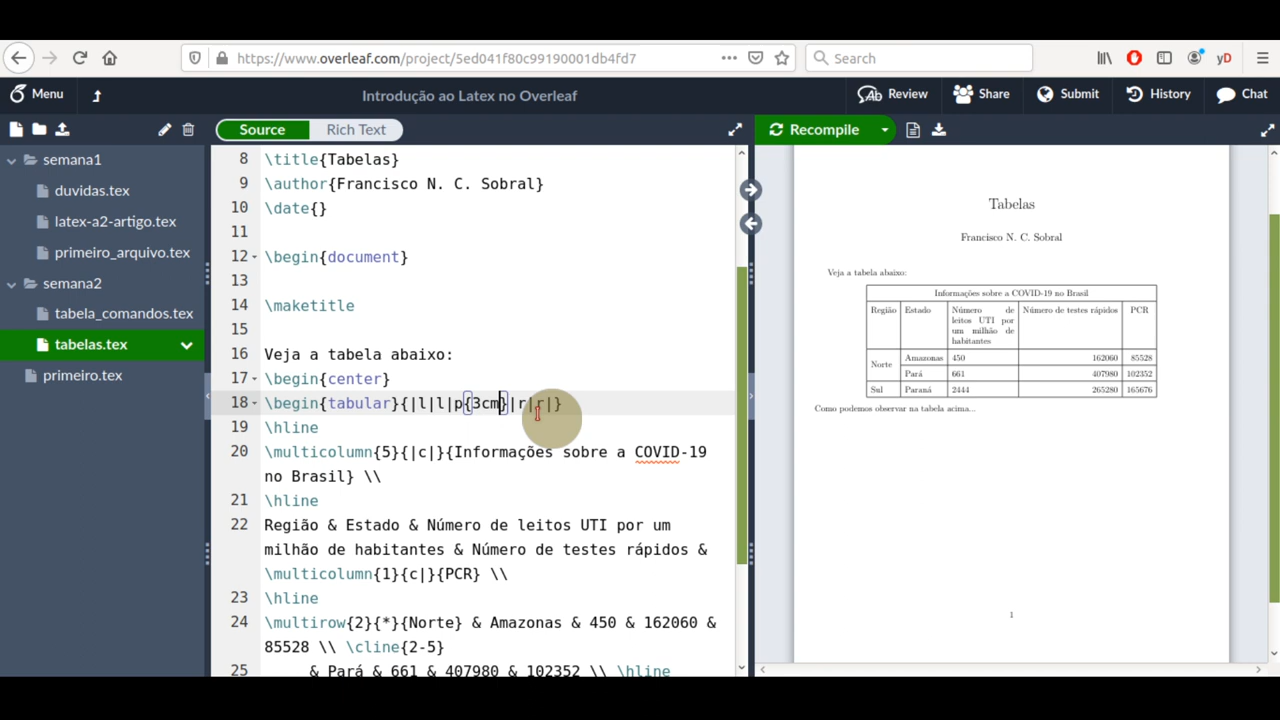 https://www.overleaf.com/project/5ed041f80c99190001db4fd7
Search
yD
Menu
Introdução ao Latex no Overleaf
Review
Share
Submit
History
Chat
Source
Rich Text
Recompile
semana1
duvidas.tex
latex-a2-artigo.tex
primeiro_arquivo.tex
semana2
tabela_comandos.tex
tabelas.tex
primeiro.tex
8 \title{Tabelas}
9 \author{Francisco N. C. Sobral}
10 \date{}
11
12 \begin{document}
13
14 \maketitle
15
16 Veja a tabela abaixo:
17 \begin{center}
18 \begin{tabular}{|l|l|p{3cm}|r|r|}
19 \hline
20 \multicolumn{5}{|c|}{Informações sobre a COVID-19
no Brasil} \\
21 \hline
22 Região & Estado & Número de leitos UTI por um
milhão de habitantes & Número de testes rápidos &
\multicolumn{1}{c|}{PCR} \\
23 \hline
24 \multirow{2}{*}{Norte} & Amazonas & 450 & 162060 &
85528 \\ \cline{2-5}
25 & Pará & 661 & 407980 & 102352 \\ \hline
Tabelas
Francisco N. C. Sobral
Veja a tabela abaixo:
Informações sobre a COVID-19 no Brasil
Região Estado Número de Número de testes rápidos PCR
leitos UTI por
um milhão de
habitantes
Norte
Amazonas 450 162060 85528
Pará 661 407980 102352
Sul Paraná 2444 265280 165676
Como podemos observar na tabela acima...
1